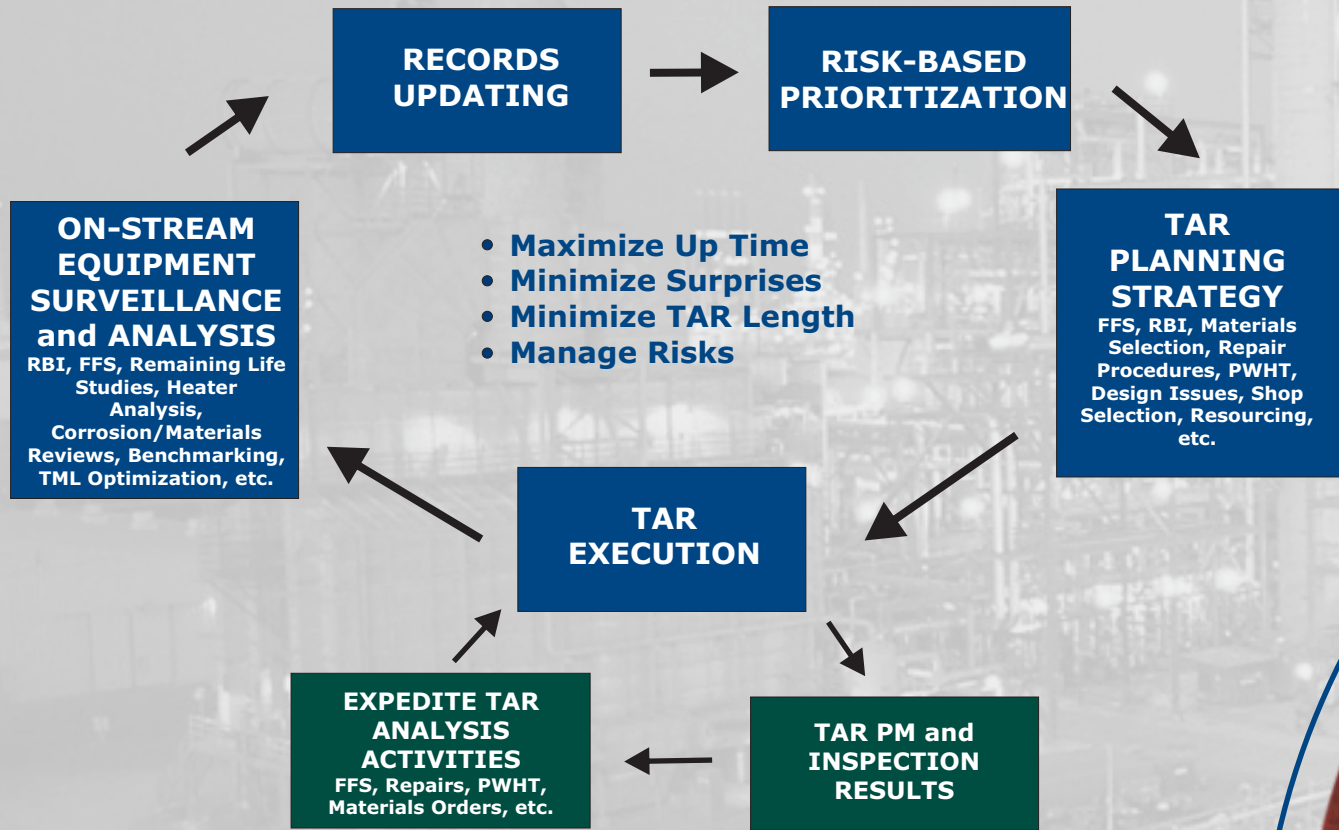 RECORDS
UPDATING
RISK-BASED
PRIORITIZATION
ON-STREAM
EQUIPMENT
SURVEILLANCE
and ANALYSIS
RBI, FFS, Remaining Life
Studies, Heater
Analysis,
Corrosion/Materials
Reviews, Benchmarking,
TML Optimization, etc.
• Maximize Up Time
• Minimize Surprises
• Minimize TAR Length
• Manage Risks
TAR
PLANNING
STRATEGY
FFS, RBI, Materials
Selection, Repair
Procedures, PWHT,
Design Issues, Shop
Selection, Resourcing,
etc.
TAR
EXECUTION
EXPEDITE TAR
ANALYSIS
ACTIVITIES
FFS, Repairs, PWHT,
Materials Orders, etc.
TAR PM and
INSPECTION
RESULTS